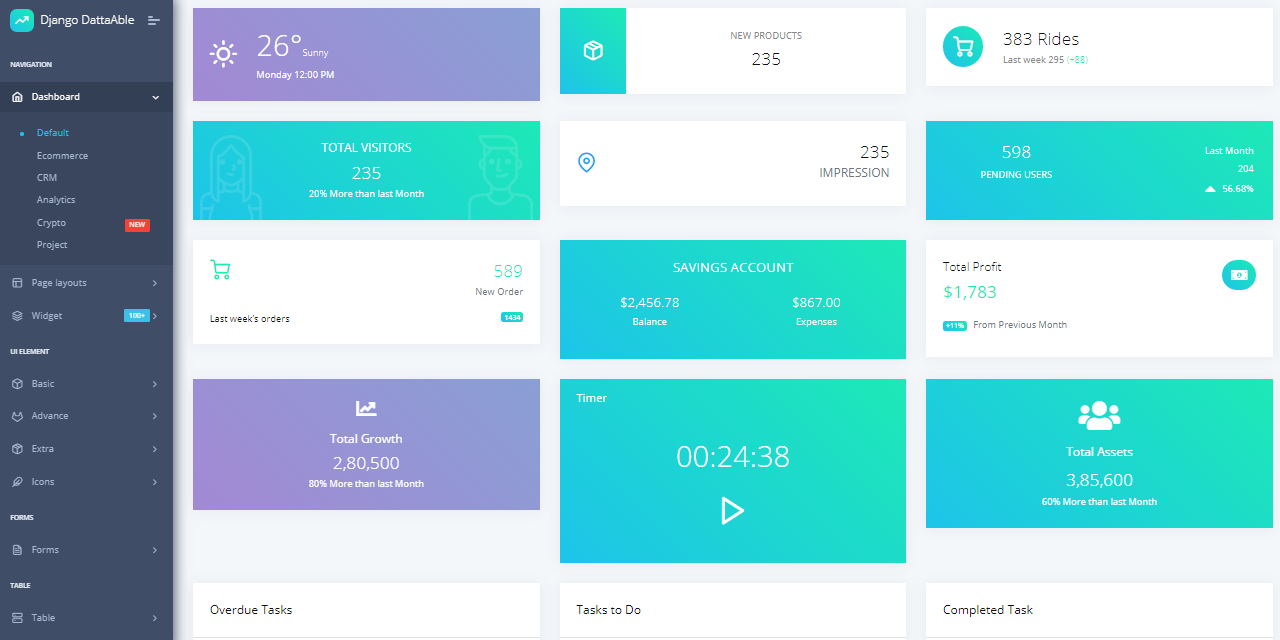 Django DattaAble
NAVIGATION
Dashboard
Default
Ecommerce
CRM
Analytics
Crypto
NEW
Project
Page layouts
Widget
100+
UI ELEMENT
Basic
Advance
Extra
Icons
FORMS
Forms
TABLE
Table
26° Sunny
Monday 12:00 PM
NEW PRODUCTS
235
383 Rides
Last week 295 (+88)
TOTAL VISITORS
235
20% More than last Month
235
IMPRESSION
598
PENDING USERS
Last Month
204
56.68%
589
New Order
Last week's orders
1434
SAVINGS ACCOUNT
$2,456.78
Balance
$867.00
Expenses
Total Profit
$1,783
+11% From Previous Month
Total Growth
2,80,500
80% More than last Month
Timer
00:24:38
Total Assets
3,85,600
60% More than last Month
Overdue Tasks
Tasks to Do
Completed Task